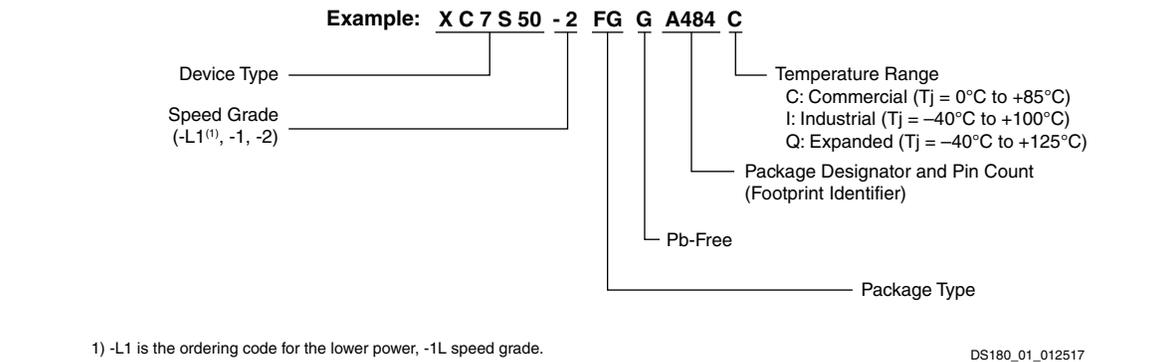 Example: X C 7 S 50 - 2 FG G A484 C
Device Type
Temperature Range
C: Commercial (Tj = 0°C to +85°C)
Speed Grade
(-L1(1), -1, -2)
I: Industrial (Tj = –40°C to +100°C)
Q: Expanded (Tj = –40°C to +125°C)
Package Designator and Pin Count
(Footprint Identifier)
Pb-Free
Package Type
1) -L1 is the ordering code for the lower power, -1L speed grade.
DS180_01_012517